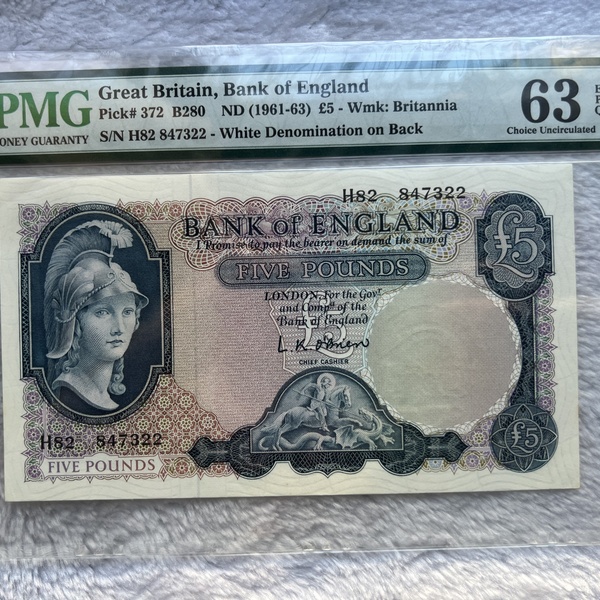 PMG
ONEY GUARANTY
Great Britain, Bank of England
Pick# 372 B280 ND (1961-63) £5 - Wmk: Britannia
S/N H82 847322 - White Denomination on Back
63
Choice Uncirculated
E
P
Q
H82 847322
BANK of ENGLAND
I Promise to pay the bearer on demand the sum of
FIVE POUNDS
£5
LONDON, For the Govr
and Compa of the
Bank of England
£5
L.K. O'Brien
CHIEF CASHIER
H82 847322
FIVE POUNDS
£5